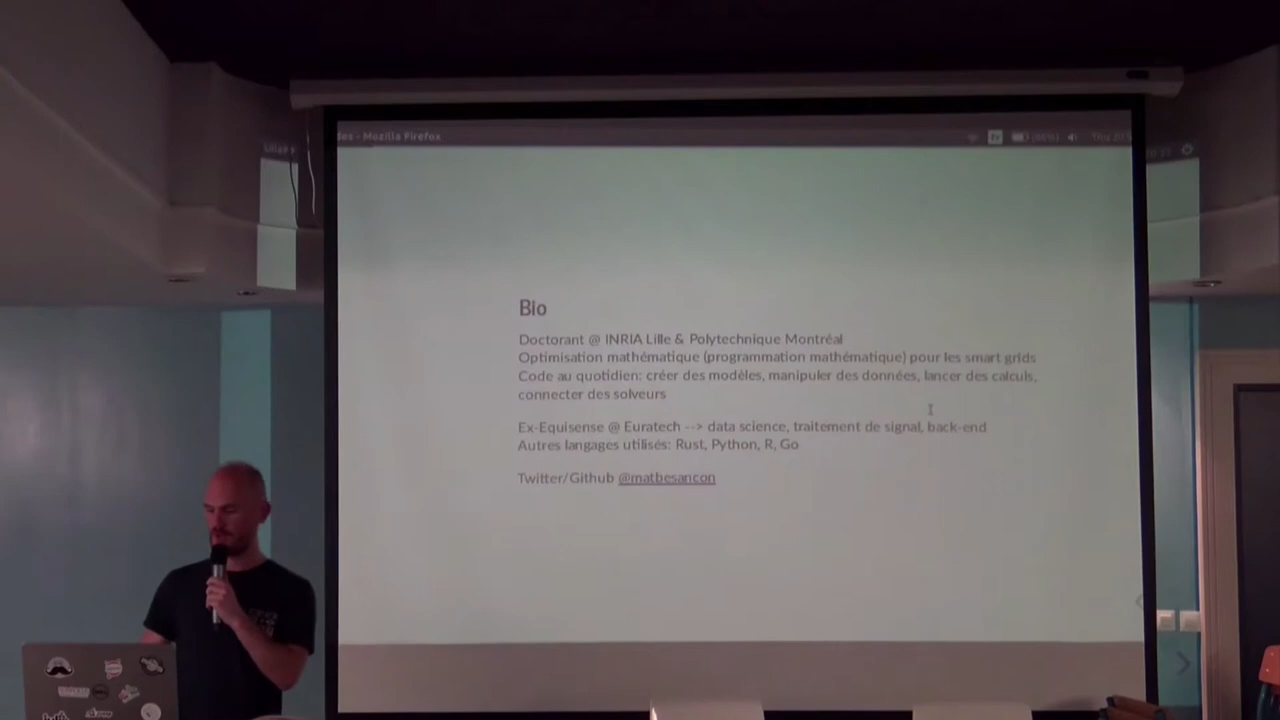 - Mozilla Firefox
Bio
Doctorant @ INRIA Lille & Polytechnique Montréal
Optimisation mathématique (programmation mathématique) pour les smart grids
Code au quotidien: créer des modèles, manipuler des données, lancer des calculs,
connecter des solveurs
Ex-Equisense @ Euratech --> data science, traitement de signal, back-end
Autres langages utilisés: Rust, Python, R, Go
Twitter/Github @matbesancon